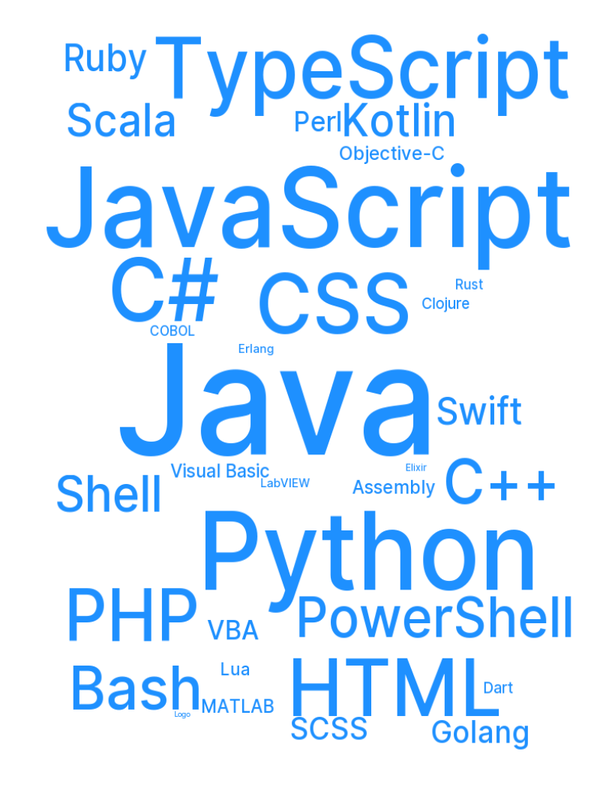 Ruby
TypeScript
Scala
Perl
Kotlin
Objective-C
JavaScript
C#
CSS
Rust
Clojure
COBOL
Erlang
Java
Swift
Visual Basic
Elixir
LabVIEW
Assembly
C++
Shell
Python
PHP
VBA
PowerShell
Lua
Bash
HTML
Dart
Logo
MATLAB
SCSS
Golang